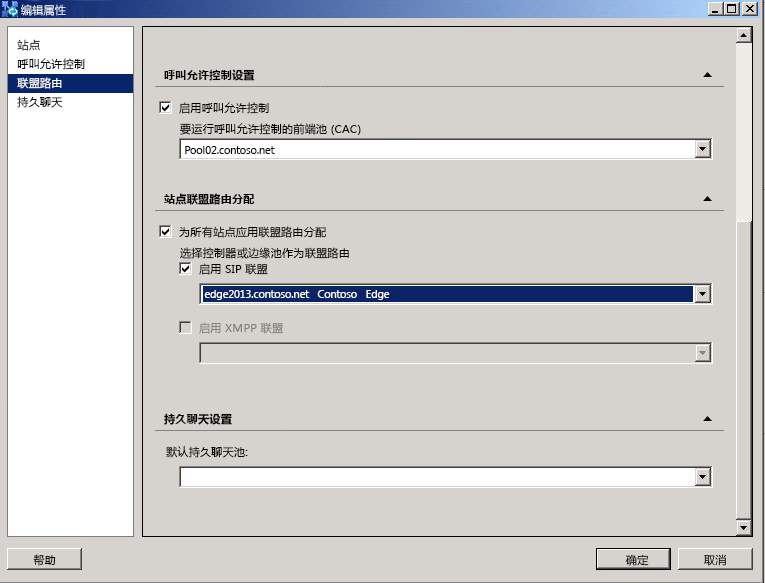 编辑属性
站点
呼叫允许控制
联盟路由
持久聊天
呼叫允许控制设置
启用呼叫允许控制
要运行呼叫允许控制的前端池 (CAC)
Pool02.contoso.net
站点联盟路由分配
为所有站点应用联盟路由分配
选择控制器或边缘池作为联盟路由
启用 SIP 联盟
edge2013.contoso.net Contoso Edge
启用 XMPP 联盟
持久聊天设置
默认持久聊天池:
帮助
确定
取消